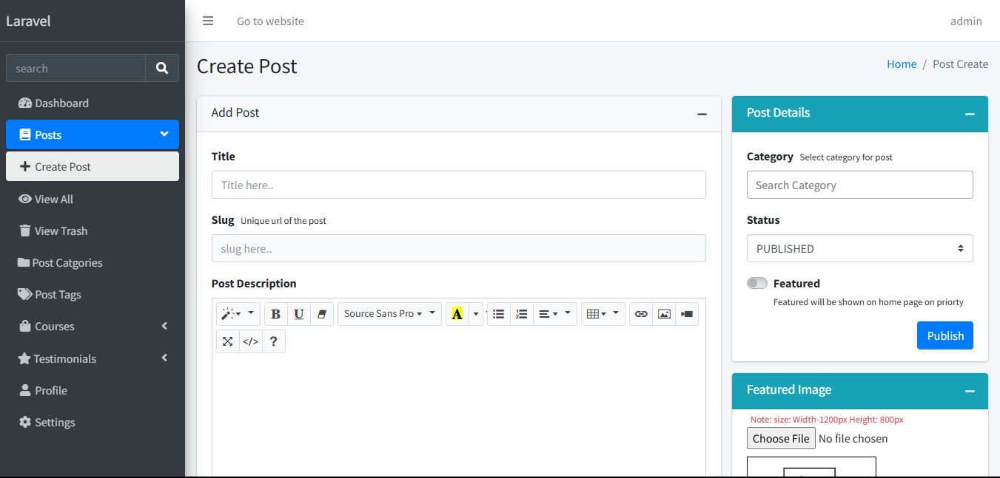 Laravel
Go to website
admin
search
Dashboard
Posts
Create Post
View All
View Trash
Post Catgories
Post Tags
Courses
Testimonials
Profile
Settings
Create Post
Home / Post Create
Add Post
Title
Title here..
Slug Unique url of the post
slug here..
Post Description
B U Source Sans Pro A
</> ?
Post Details
Category Select category for post
Search Category
Status
PUBLISHED
Featured
Featured will be shown on home page on priorty
Publish
Featured Image
Note: size: Width-1200px Height: 800px
Choose File No file chosen